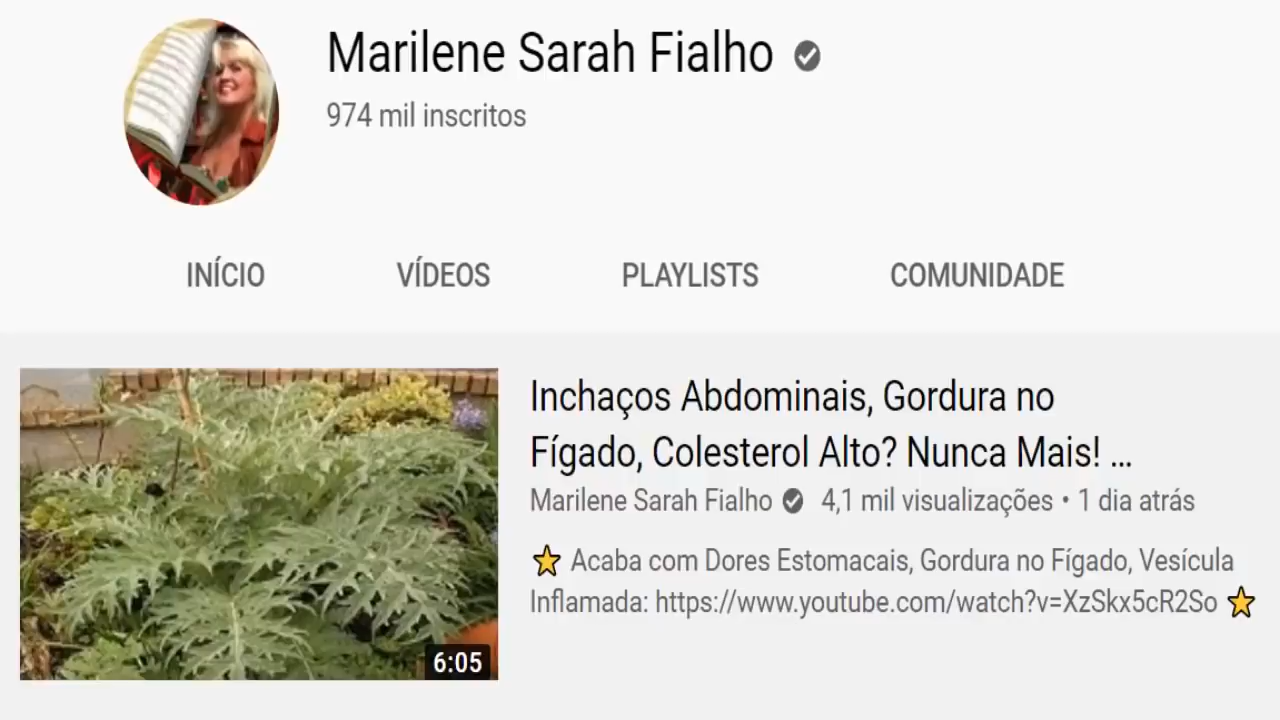 Marilene Sarah Fialho
974 mil inscritos
INÍCIO VÍDEOS PLAYLISTS COMUNIDADE
Inchaços Abdominais, Gordura no
Fígado, Colesterol Alto? Nunca Mais! ...
Marilene Sarah Fialho 4,1 mil visualizações • 1 dia atrás
⭐ Acaba com Dores Estomacais, Gordura no Fígado, Vesícula
Inflamada: https://www.youtube.com/watch?v=XzSkx5cR2So ⭐
6:05